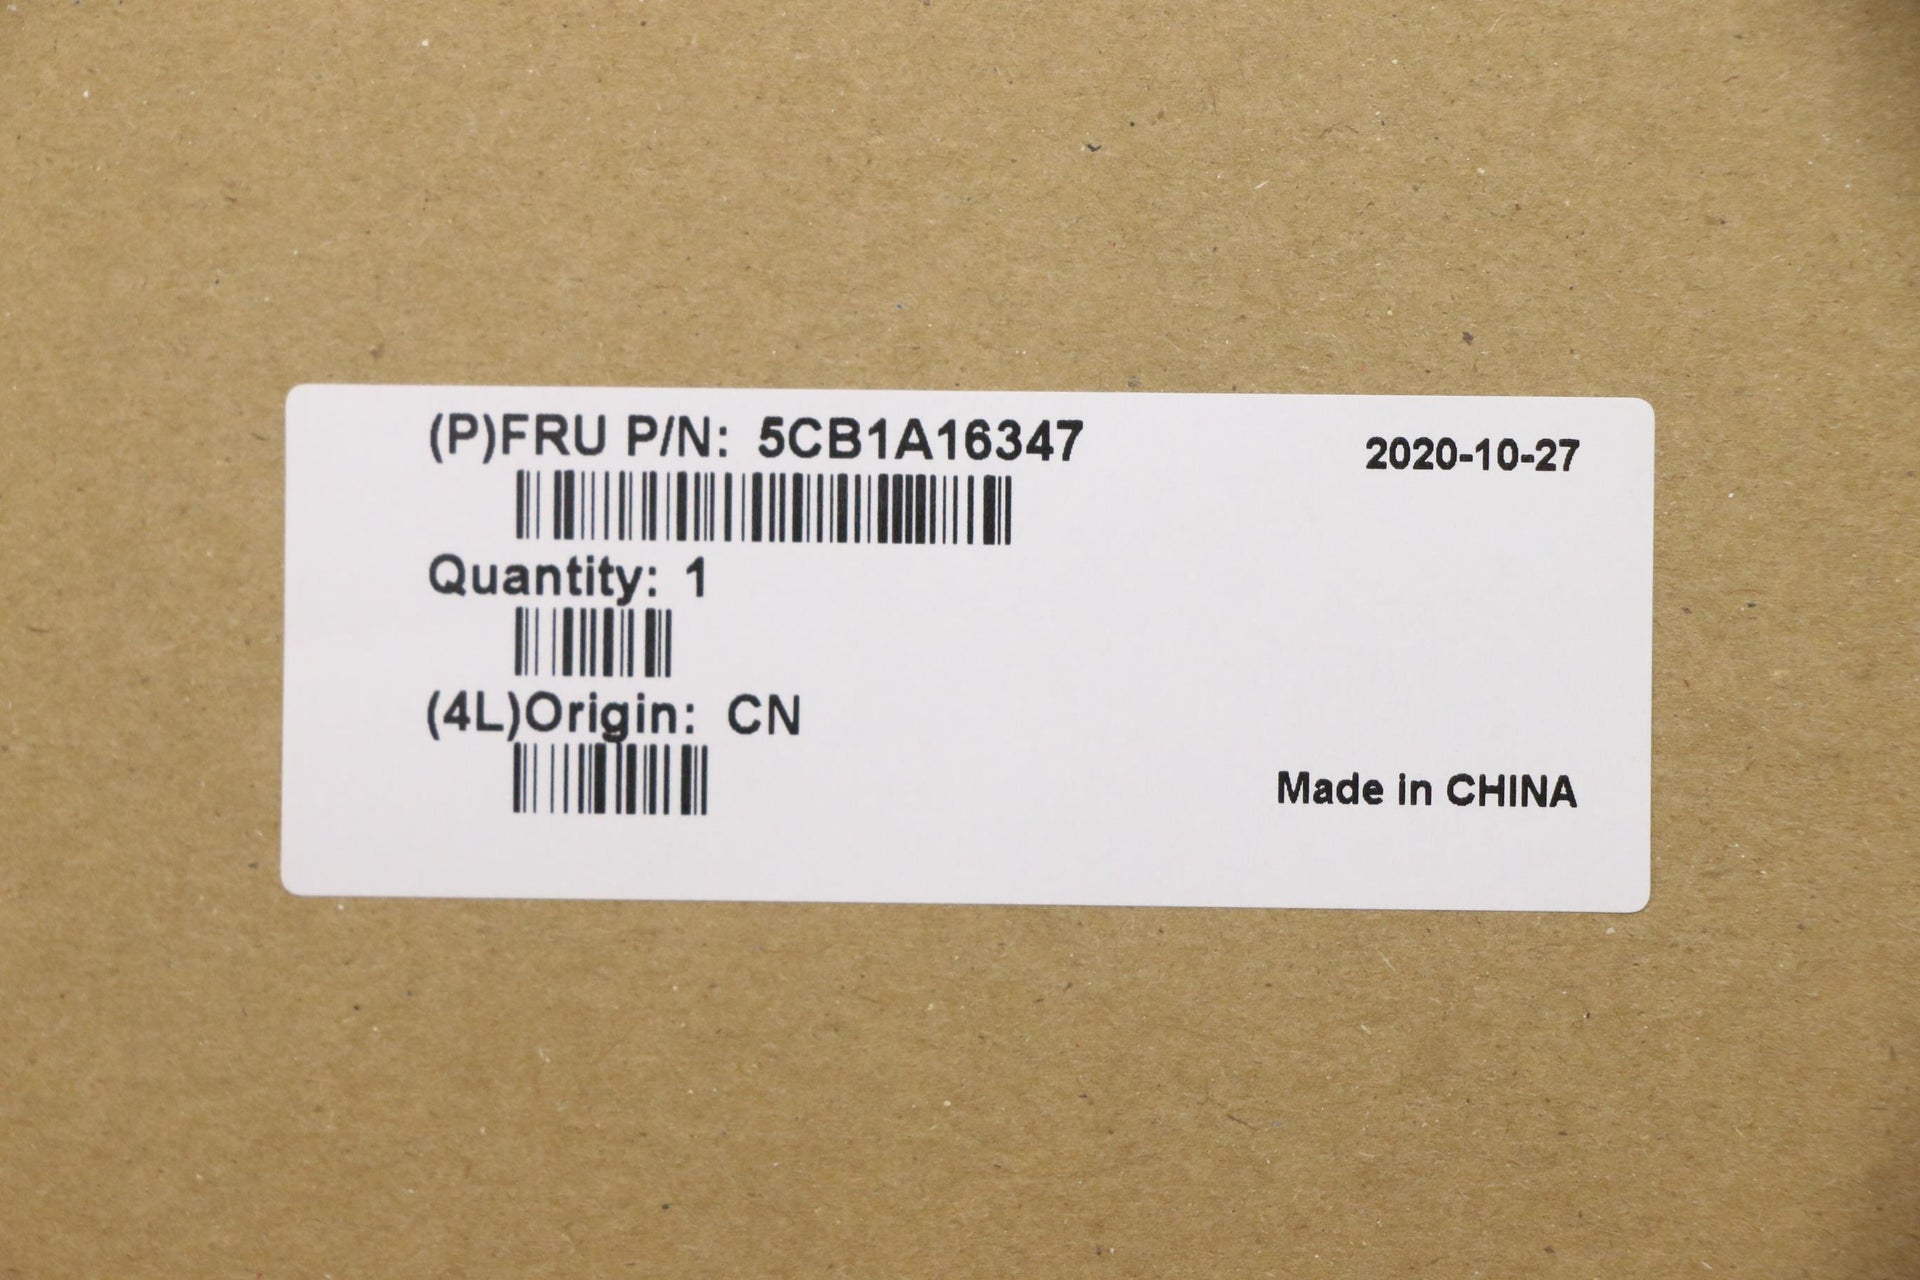 (P)FRU P/N: 5CB1A16347
2020-10-27
Quantity: 1
(4L)Origin: CN
Made in CHINA